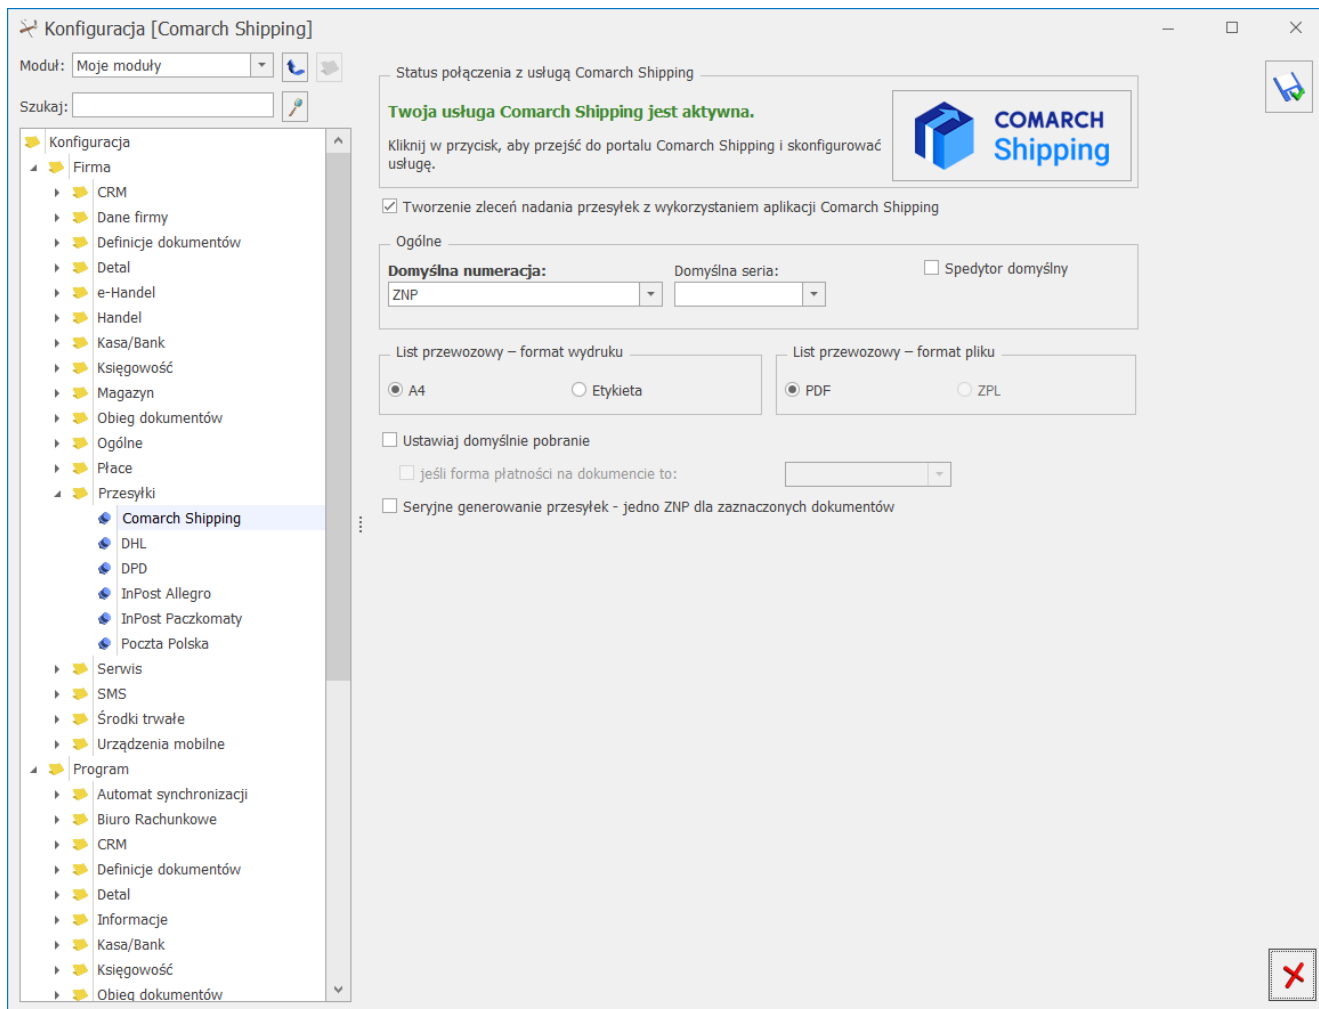 Konfiguracja [Comarch Shipping]
Moduł: Moje moduły
Szukaj:
Konfiguracja
Firma
CRM
Dane firmy
Definicje dokumentów
Detal
e-Handel
Handel
Kasa/Bank
Księgowość
Magazyn
Obieg dokumentów
Ogólne
Płace
Przesyłki
Comarch Shipping
DHL
DPD
InPost Allegro
InPost Paczkomaty
Poczta Polska
Serwis
SMS
Środki trwałe
Urządzenia mobilne
Program
Automat synchronizacji
Biuro Rachunkowe
CRM
Definicje dokumentów
Detal
Informacje
Kasa/Bank
Księgowość
Obieg dokumentów
Status połączenia z usługą Comarch Shipping
Twoja usługa Comarch Shipping jest aktywna.
Kliknij w przycisk, aby przejść do portalu Comarch Shipping i skonfigurować
usługę.
COMARCH
Shipping
Tworzenie zleceń nadania przesyłek z wykorzystaniem aplikacji Comarch Shipping
Ogólne
Domyślna numeracja: Domyślna seria: Spedytor domyślny
ZNP
List przewozowy – format wydruku
A4 Etykieta
List przewozowy – format pliku
PDF ZPL
Ustawiaj domyślnie pobranie
jeśli forma płatności na dokumencie to:
Seryjne generowanie przesyłek - jedno ZNP dla zaznaczonych dokumentów